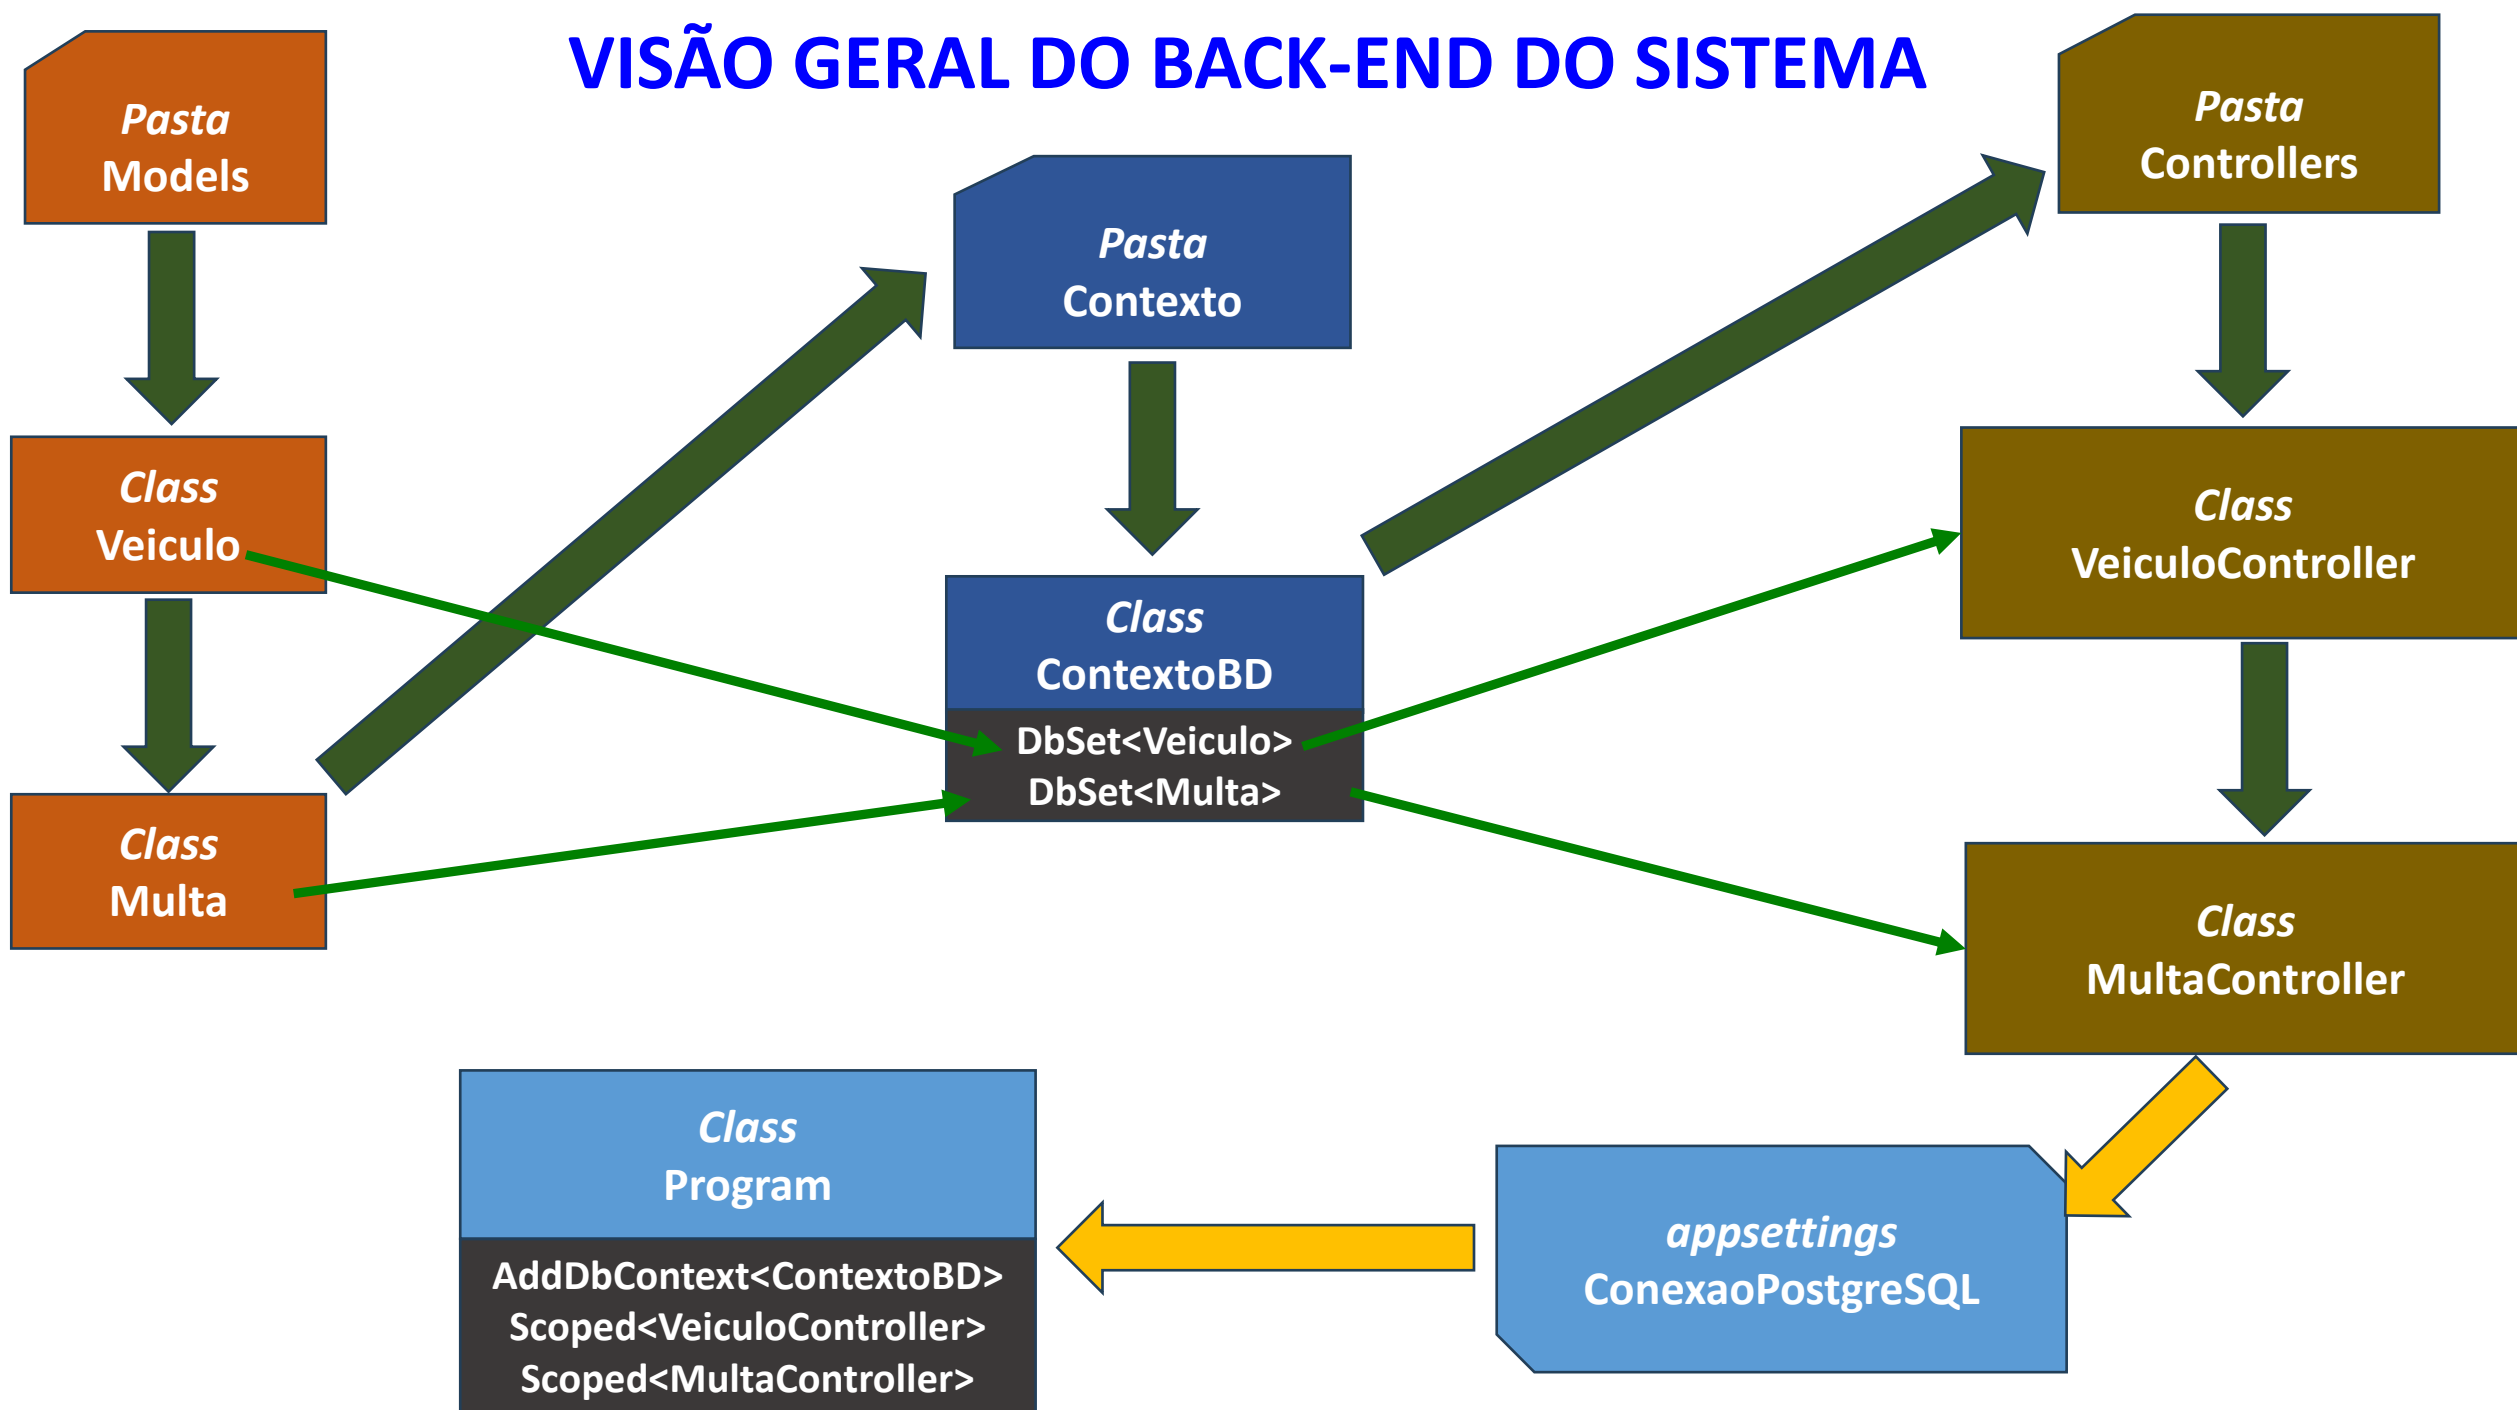 VISÃO GERAL DO BACK-END DO SISTEMA
Pasta
Models
Class
Veiculo
Class
Multa
Pasta
Contexto
Class
ContextoBD
DbSet<Veiculo>
DbSet<Multa>
Pasta
Controllers
Class
VeiculoController
Class
MultaController
appsettings
ConexaoPostgreSQL
Class
Program
AddDbContext<ContextoBD>
Scoped<VeiculoController>
Scoped<MultaController>